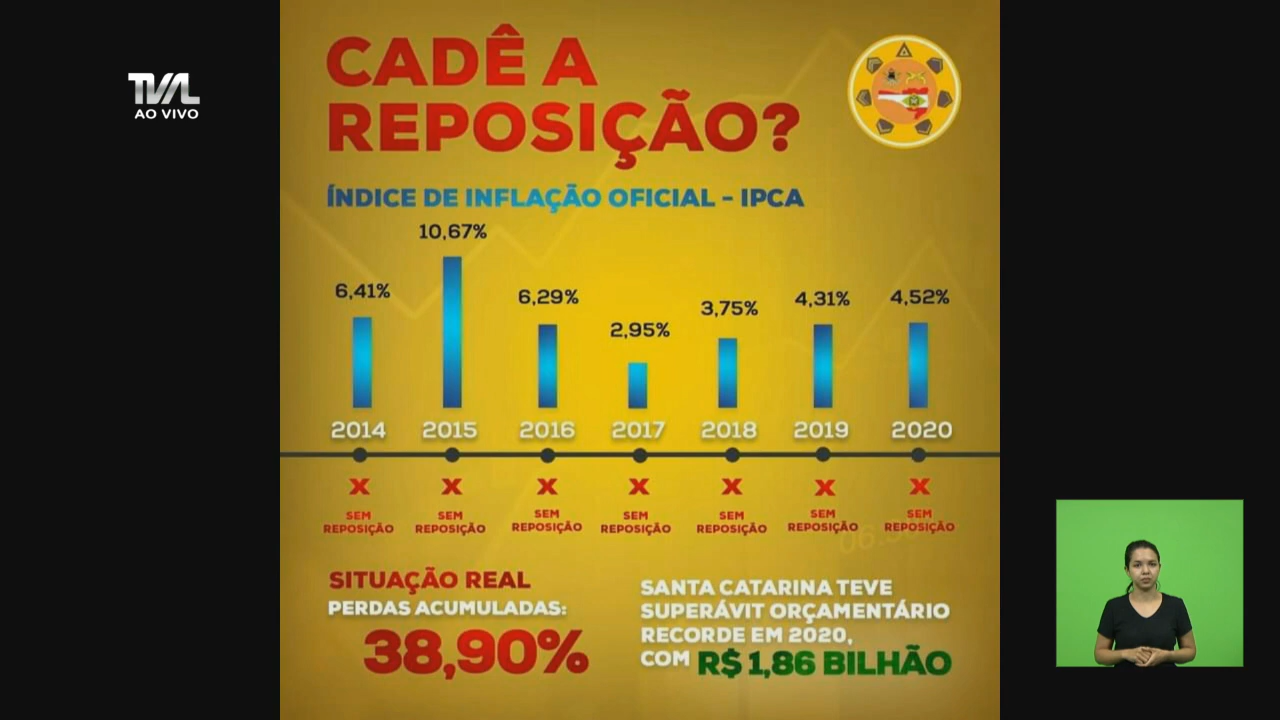 TVAL
AO VIVO
CADÊ A
REPOSIÇÃO?
ÍNDICE DE INFLAÇÃO OFICIAL - IPCA
6,41%
10,67%
6,29%
2,95%
3,75%
4,31%
4,52%
2014 2015 2016 2017 2018 2019 2020
X X X X X X X
SEM SEM SEM SEM SEM SEM SEM
REPOSIÇÃO REPOSIÇÃO REPOSIÇÃO REPOSIÇÃO REPOSIÇÃO REPOSIÇÃO REPOSIÇÃO
SITUAÇÃO REAL
PERDAS ACUMULADAS:
38,90%
SANTA CATARINA TEVE
SUPERÁVIT ORÇAMENTÁRIO
RECORDE EM 2020,
COM R$ 1,86 BILHÃO